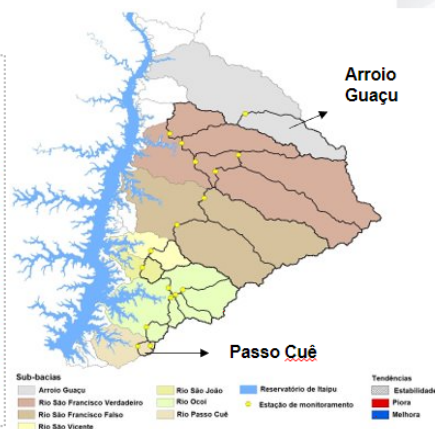 Arroio
Guaçu
Passo Cuê
Sub-bacias
Arroio Guaçu
Rio São Francisco Verdadeiro
Rio São Francisco Falso
Rio São Vicente
Rio São João
Rio Ocoi
Rio Passo Cuê
Reservatório de Itaipu
Estação de monitoramento
Tendências
Estabilidade
Piora
Melhora